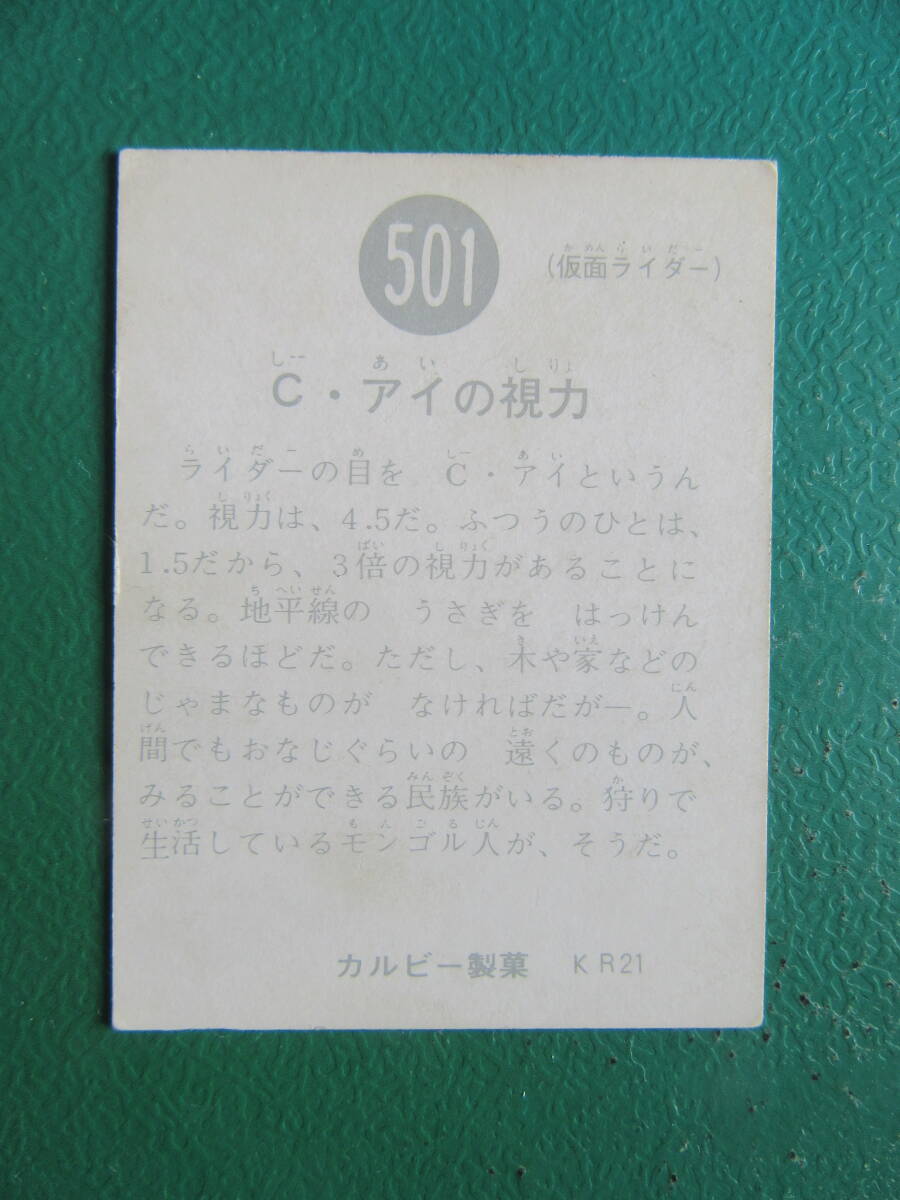 501
(仮面ライダー)
C・アイの視力
ライダーの目を C・アイというん
だ。視力は、4.5だ。ふつうのひとは、
1.5だから、3倍の視力があることに
なる。地平線の うさぎを はっけん
できるほどだ。ただし、木や家などの
じゃまなものが なければだが―。人
間でもおなじぐらいの 遠くのものが、
みることができる民族がいる。狩りで
生活しているモンゴル人が、そうだ。
カルビー製菓 KR21